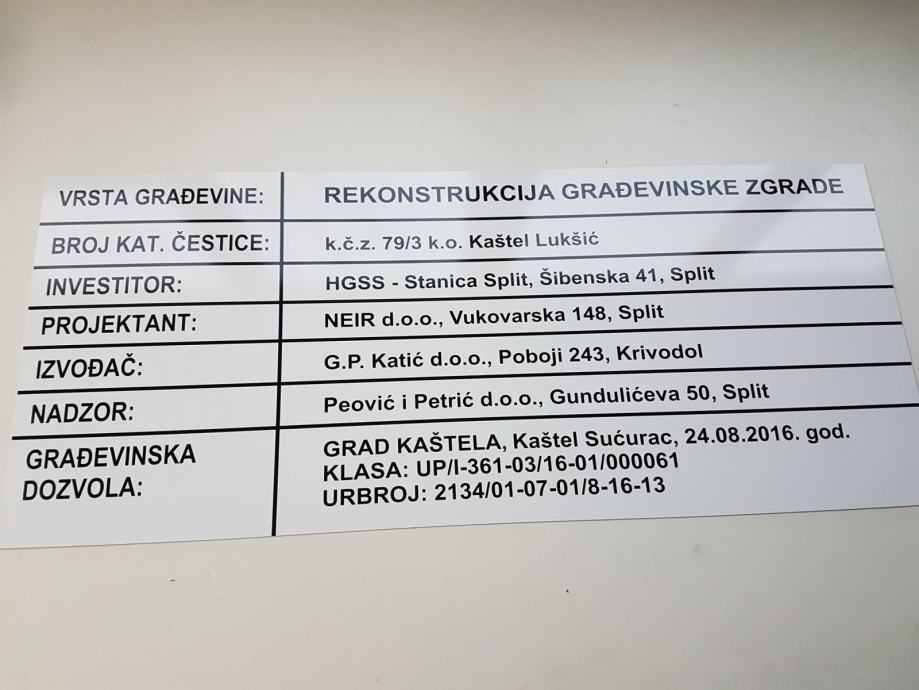 VRSTA GRAĐEVINE: REKONSTRUKCIJA GRAĐEVINSKE ZGRADE
BROJ KAT. ČESTICE: k.č.z. 79/3 k.o. Kaštel Lukšić
INVESTITOR: HGSS - Stanica Split, Šibenska 41, Split
PROJEKTANT: NEIR d.o.o., Vukovarska 148, Split
IZVOĐAČ: G.P. Katić d.o.o., Poboji 243, Krivodol
NADZOR: Peović i Petrić d.o.o., Gundulićeva 50, Split
GRAĐEVINSKA DOZVOLA: GRAD KAŠTELA, Kaštel Sućurac, 24.08.2016. god.
KLASA: UP/I-361-03/16-01/000061
URBROJ: 2134/01-07-01/8-16-13